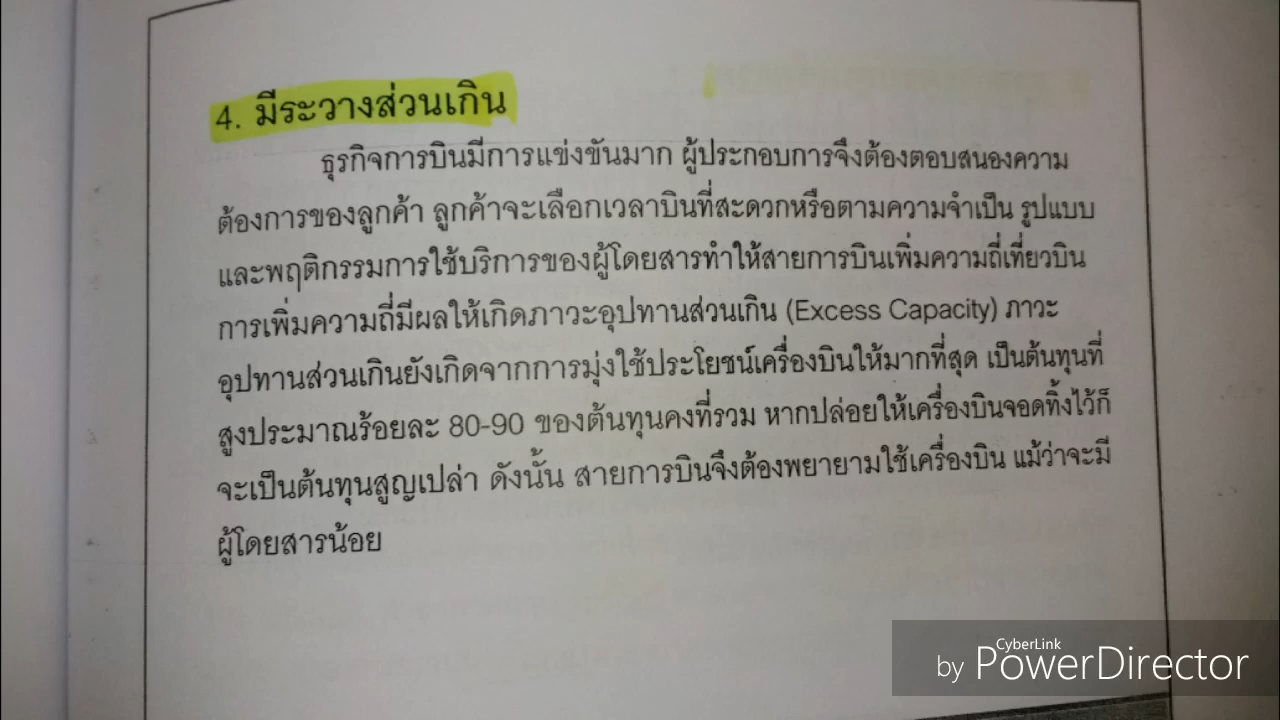 4. มีระวางส่วนเกิน
ธุรกิจการบินมีการแข่งขันมาก ผู้ประกอบการจึงต้องตอบสนองความ
ต้องการของลูกค้า ลูกค้าจะเลือกเวลาบินที่สะดวกหรือตามความจำเป็น รูปแบบ
และพฤติกรรมการใช้บริการของผู้โดยสารทำให้สายการบินเพิ่มความถี่เที่ยวบิน
การเพิ่มความถี่มีผลให้เกิดภาวะอุปทานส่วนเกิน (Excess Capacity) ภาวะ
อุปทานส่วนเกินยังเกิดจากการมุ่งใช้ประโยชน์เครื่องบินให้มากที่สุด เป็นต้นทุนที่
สูงประมาณร้อยละ 80-90 ของต้นทุนคงที่รวม หากปล่อยให้เครื่องบินจอดทิ้งไว้ก็
จะเป็นต้นทุนสูญเปล่า ดังนั้น สายการบินจึงต้องพยายามใช้เครื่องบิน แม้ว่าจะมี
ผู้โดยสารน้อย
CyberLink
by PowerDirector